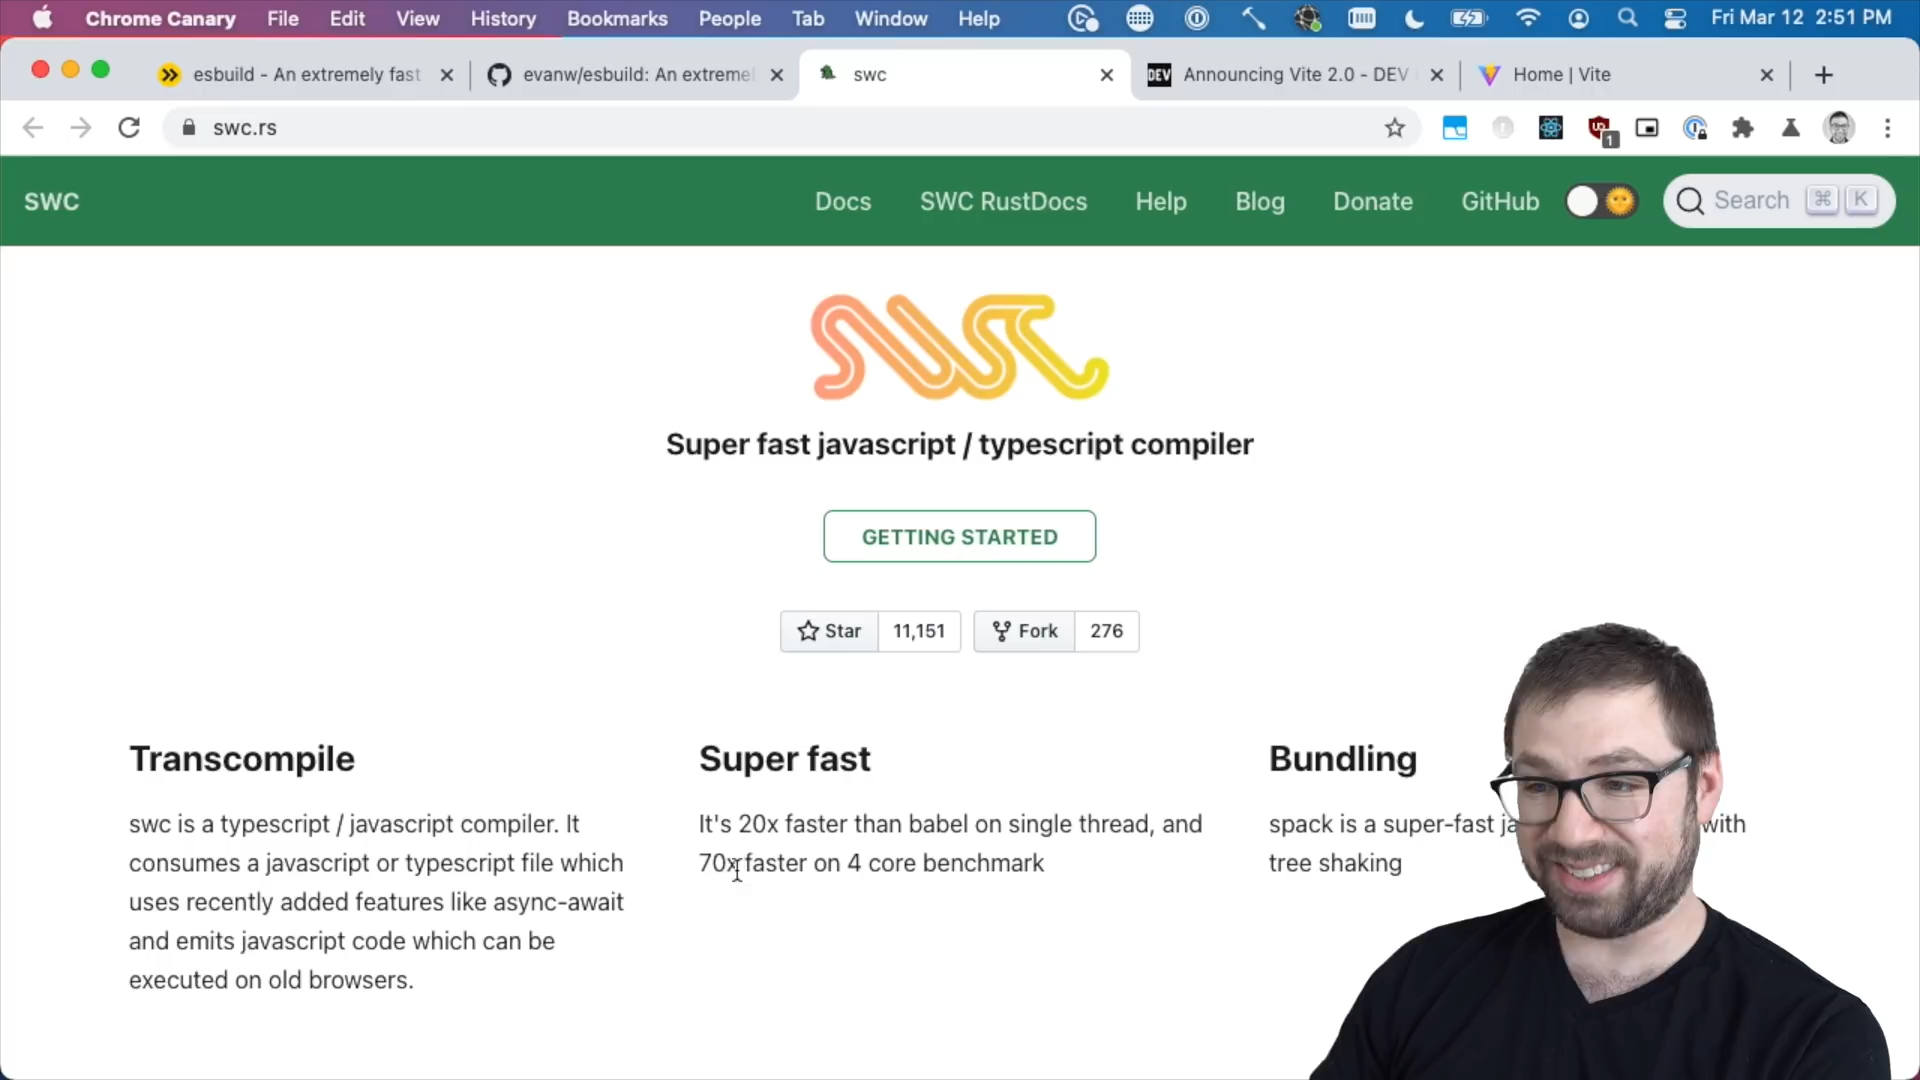 Chrome Canary File Edit View History Bookmarks People Tab Window Help Fri Mar 12 2:51 PM
esbuild - An extremely fast evanw/esbuild: An extreme swc DEV Announcing Vite 2.0 - DEV Home | Vite
swc.rs 1
SWC Docs SWC RustDocs Help Blog Donate GitHub Search ⌘ K
swc
Super fast javascript / typescript compiler
GETTING STARTED
Star 11,151 Fork 276
Transcompile
swc is a typescript / javascript compiler. It
consumes a javascript or typescript file which
uses recently added features like async-await
and emits javascript code which can be
executed on old browsers.
Super fast
It's 20x faster than babel on single thread, and
70x faster on 4 core benchmark
Bundling
spack is a super-fast with
tree shaking